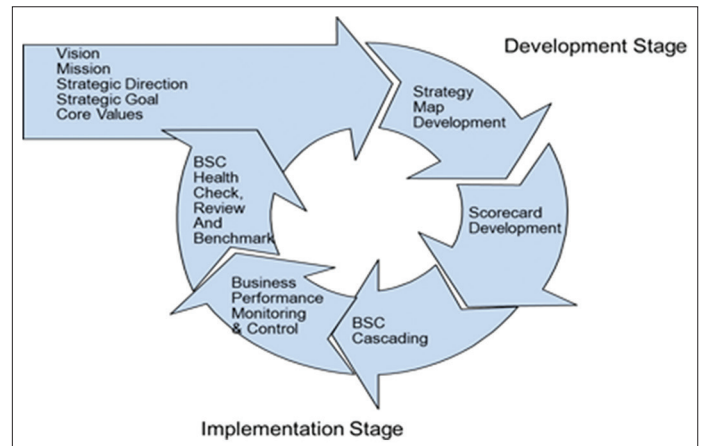 Development Stage
Vision
Mission
Strategic Direction
Strategic Goal
Core Values
Strategy
Map
Development
Scorecard
Development
BSC
Cascading
Business
Performance
Monitoring
& Control
BSC
Health
Check,
Review
And
Benchmark
Implementation Stage